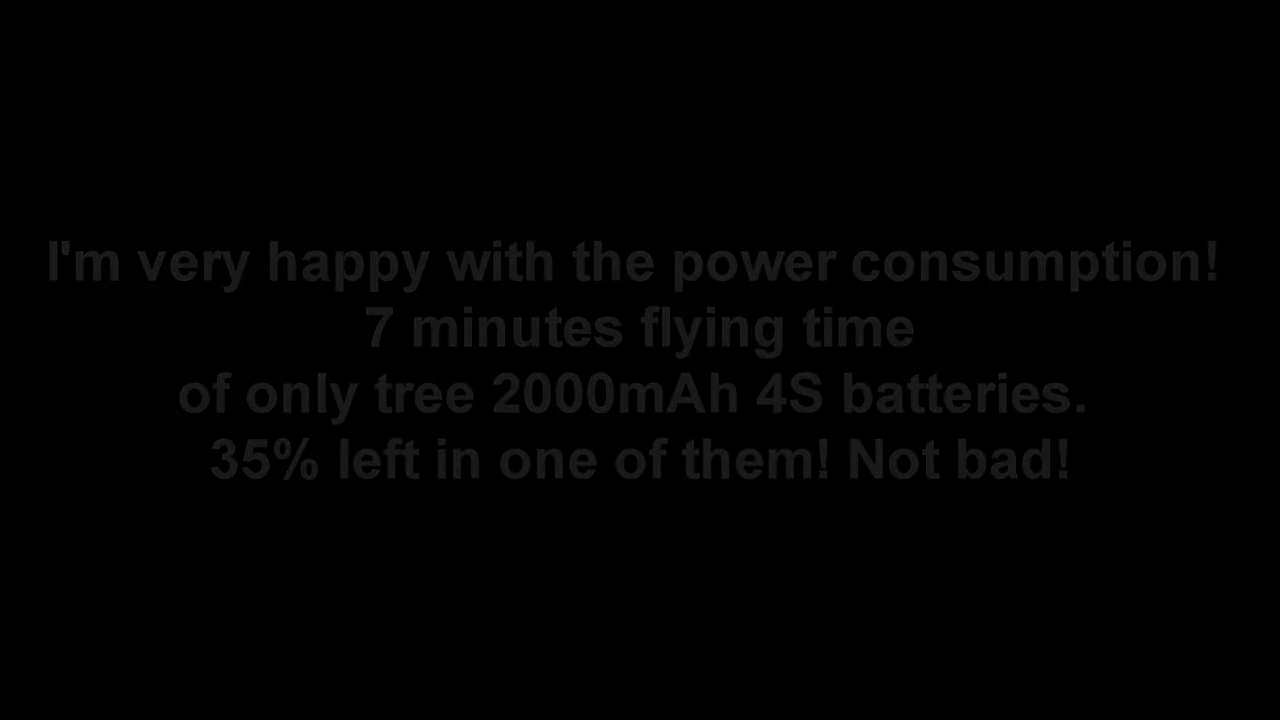 I'm very happy with the power consumption!
7 minutes flying time
of only tree 2000mAh 4S batteries.
35% left in one of them! Not bad!